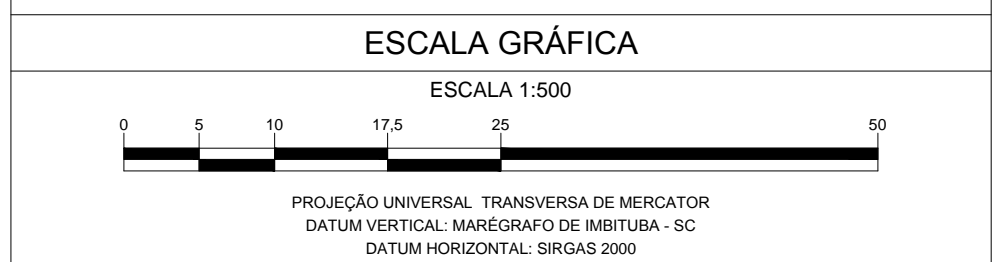 ESCALA GRÁFICA
ESCALA 1:500
0 5 10 17,5 25 50
PROJEÇÃO UNIVERSAL TRANSVERSA DE MERCATOR
DATUM VERTICAL: MARÉGRAFO DE IMBITUBA - SC
DATUM HORIZONTAL: SIRGAS 2000